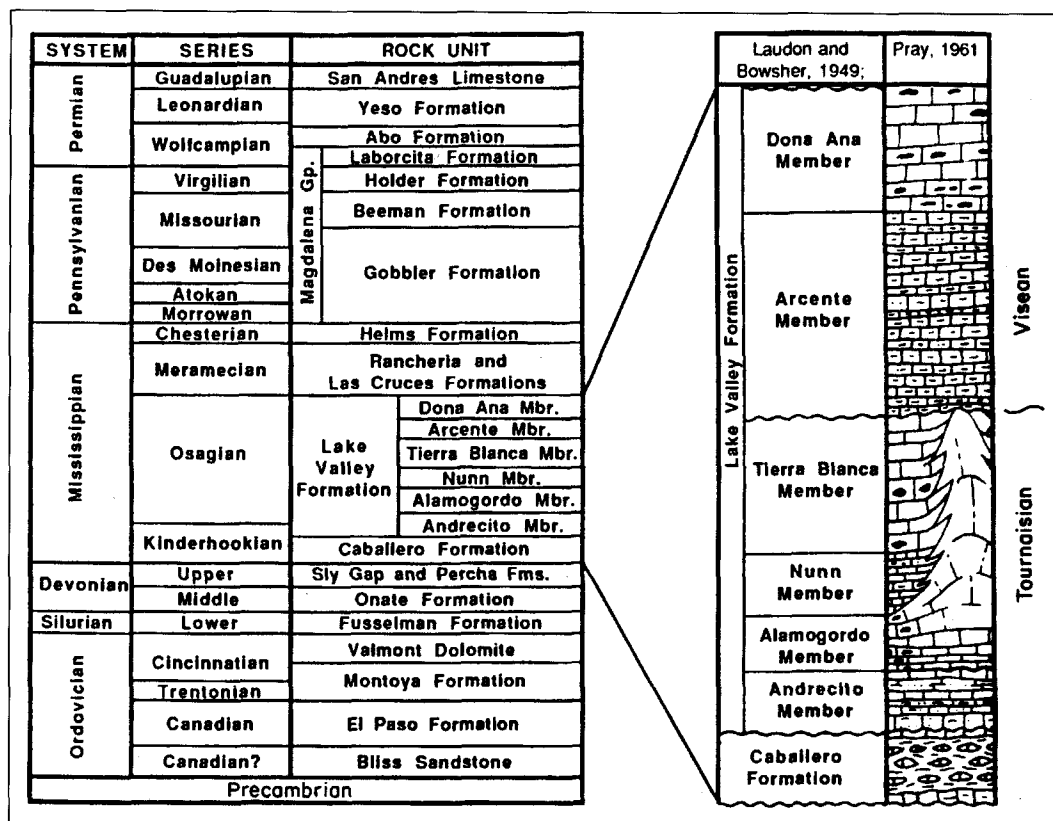 SYSTEM SERIES ROCK UNIT
Permian
Guadalupian San Andres Limestone
Leonardian Yeso Formation
Wolfcampian Abo Formation
Magdalena Gp.
Laborcita Formation
Pennsylvanian
Virgilian Holder Formation
Missourian Beeman Formation
Des Moinesian Gobbler Formation
Atokan
Morrowan
Mississippian
Chesterian Helms Formation
Meramecian Rancheria and
Las Cruces Formations
Osagian
Lake
Valley
Formation
Dona Ana Mbr.
Arcente Mbr.
Tierra Blanca Mbr.
Nunn Mbr.
Alamogordo Mbr.
Andrecito Mbr.
Kinderhookian Caballero Formation
Devonian
Upper Sly Gap and Percha Fms.
Middle Onate Formation
Silurian Lower Fusselman Formation
Ordovician
Cincinnatian Valmont Dolomite
Montoya Formation
Trentonian
Canadian El Paso Formation
Canadian? Bliss Sandstone
Precambrian
Laudon and
Bowsher, 1949;
Pray, 1961
Lake Valley Formation
Dona Ana
Member
Arcente
Member
Tierra Blanca
Member
Nunn
Member
Alamogordo
Member
Andrecito
Member
Caballero
Formation
Visean
Tournaisian